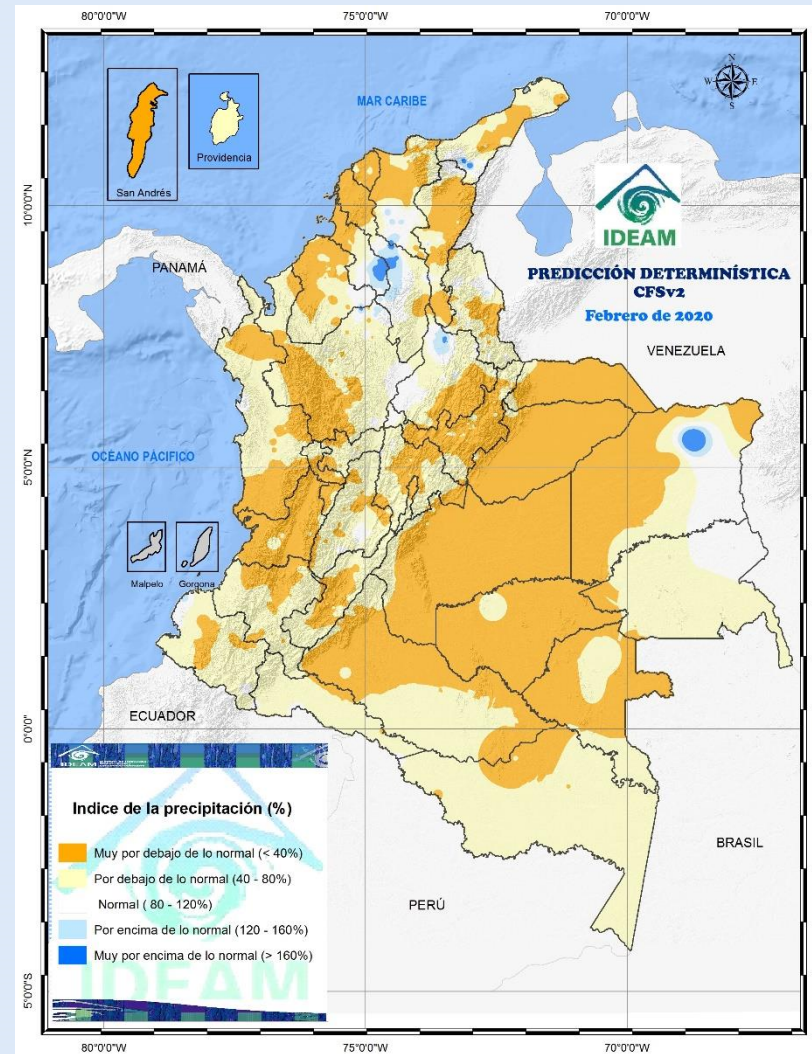 80°0'0"W 75°0'0"W 70°0'0"W
MAR CARIBE
N
W E
S
San Andrés
Providencia
10°0'0"N
IDEAM
PANAMÁ
PREDICCIÓN DETERMINÍSTICA
CFSv2
Febrero de 2020
VENEZUELA
OCÉANO PACÍFICO
5°0'0"N
Malpelo Gorgona
ECUADOR
0°0'0"
IDEAM
Indice de la precipitación (%)
Muy por debajo de lo normal (< 40%)
Por debajo de lo normal (40 - 80%)
Normal ( 80 - 120%)
Por encima de lo normal (120 - 160%)
Muy por encima de lo normal (> 160%)
IDEAM
BRASIL
PERÚ
5°0'0"S
80°0'0"W 75°0'0"W 70°0'0"W